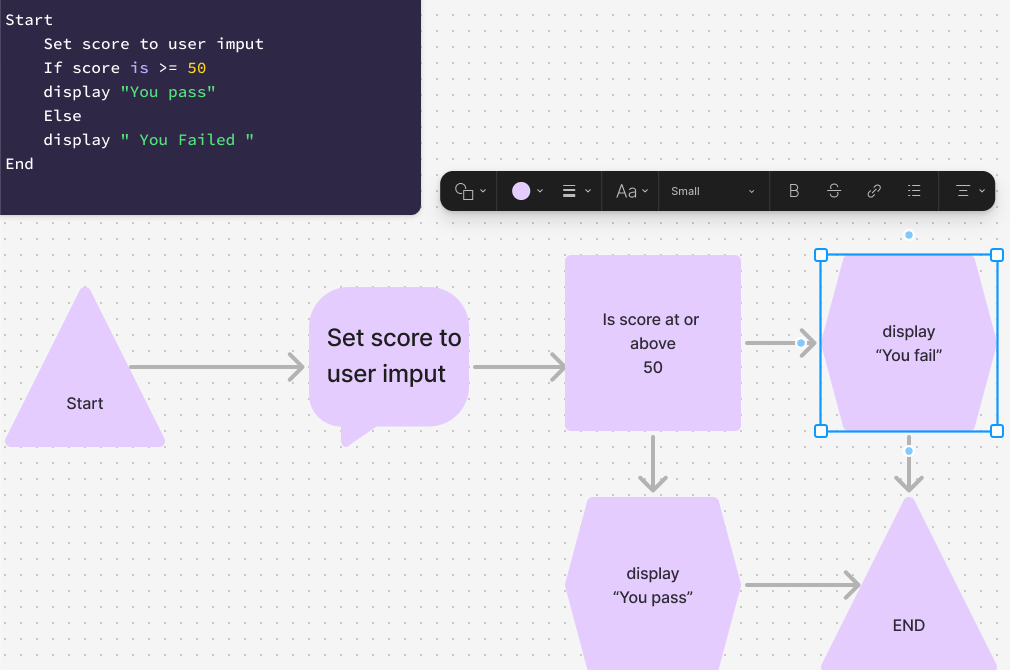 Start
Set score to user imput
If score is >= 50
display "You pass"
Else
display " You Failed "
End
Aa
Small
B
S
Start
Set score to
user imput
Is score at or
above
50
display
“You fail”
display
“You pass”
END